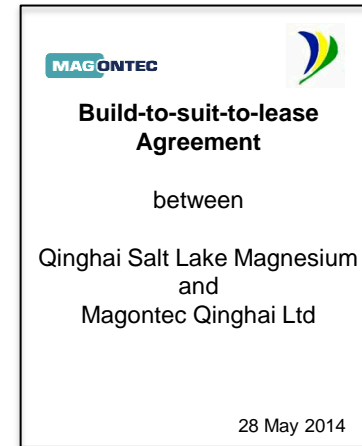 MAGONTEC
Build-to-suit-to-lease
Agreement
between
Qinghai Salt Lake Magnesium
and
Magontec Qinghai Ltd
28 May 2014